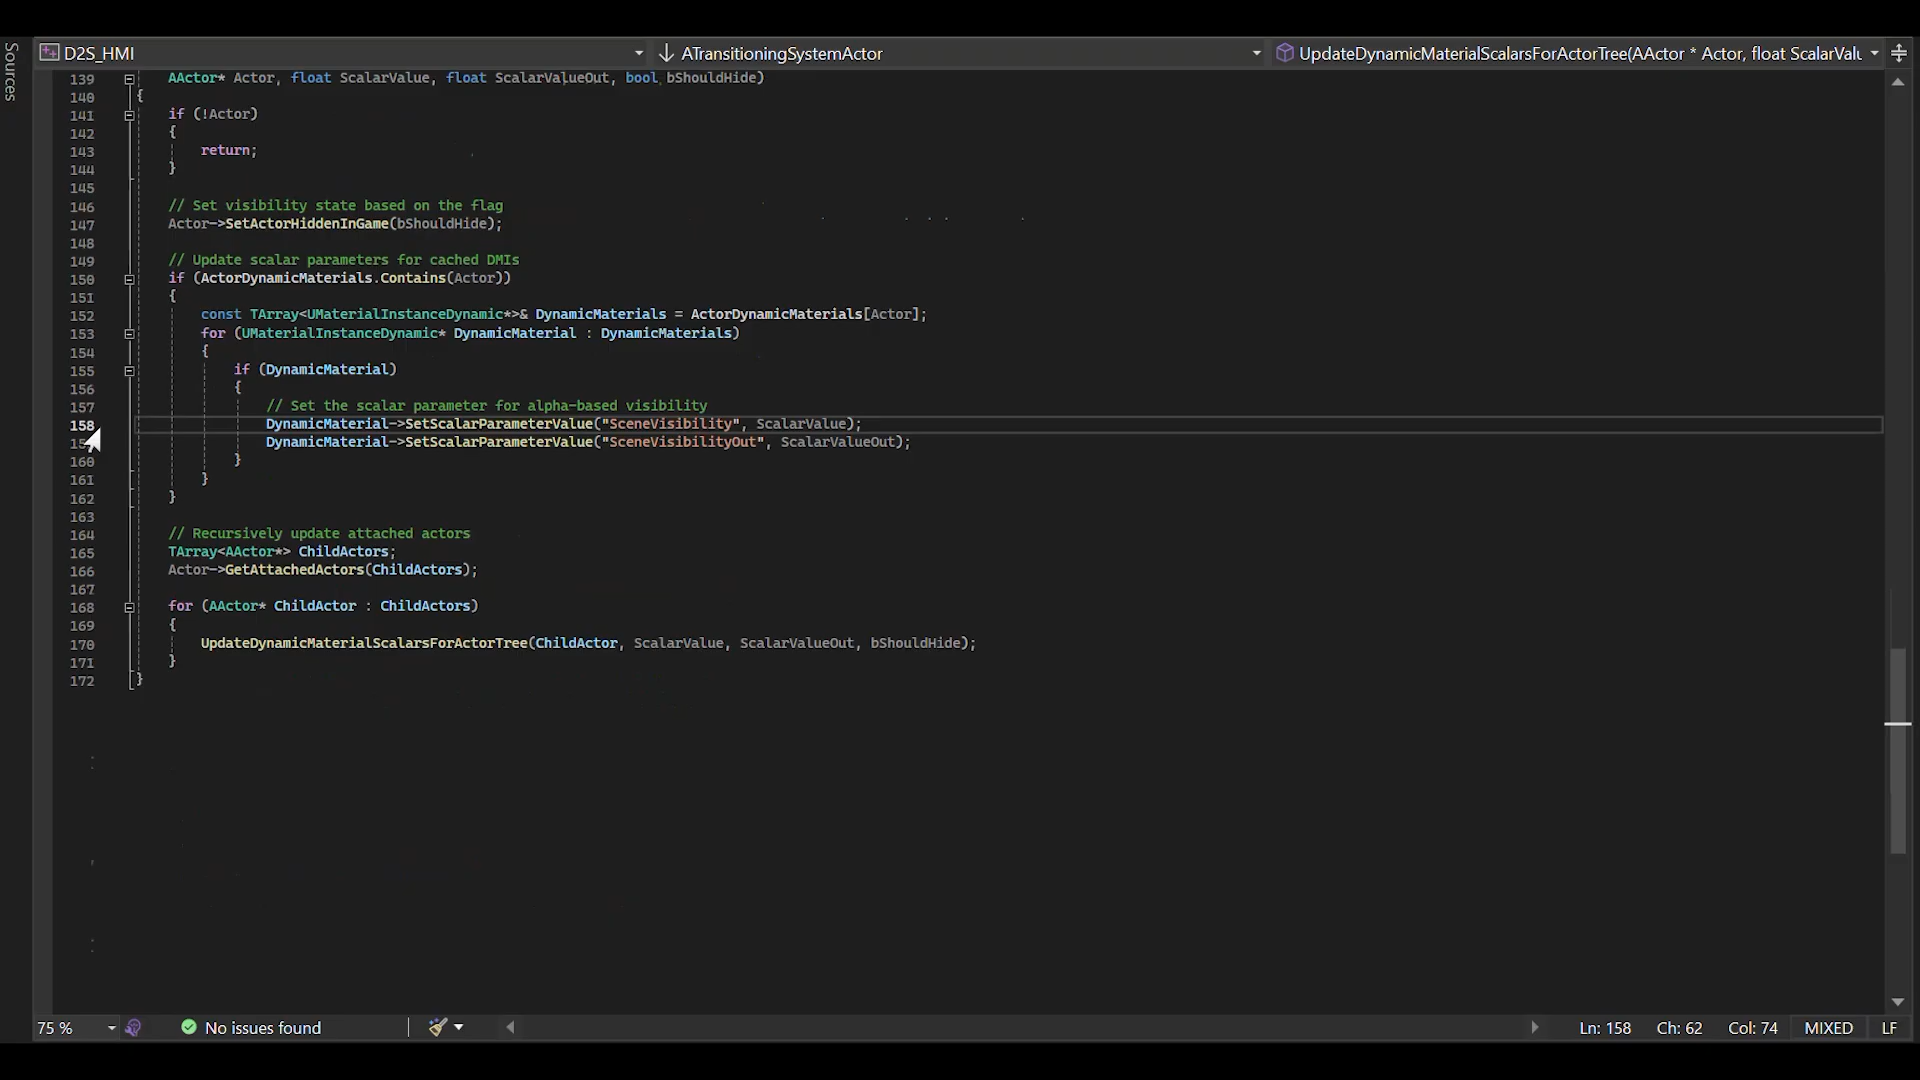 Sources
D2S_HMI
ATransitioningSystemActor
UpdateDynamicMaterialScalarsForActorTree(AActor * Actor, float ScalarValu
139 AActor* Actor, float ScalarValue, float ScalarValueOut, bool bShouldHide)
140 {
141 if (!Actor)
142 {
143 return;
144 }
145
146 // Set visibility state based on the flag
147 Actor->SetActorHiddenInGame(bShouldHide);
148
149 // Update scalar parameters for cached DMIs
150 if (ActorDynamicMaterials.Contains(Actor))
151 {
152 const TArray<UMaterialInstanceDynamic*>& DynamicMaterials = ActorDynamicMaterials[Actor];
153 for (UMaterialInstanceDynamic* DynamicMaterial : DynamicMaterials)
154 {
155 if (DynamicMaterial)
156 {
157 // Set the scalar parameter for alpha-based visibility
158 DynamicMaterial->SetScalarParameterValue("SceneVisibility", ScalarValue);
DynamicMaterial->SetScalarParameterValue("SceneVisibilityOut", ScalarValueOut);
160 }
161 }
162 }
163
164 // Recursively update attached actors
165 TArray<AActor*> ChildActors;
166 Actor->GetAttachedActors(ChildActors);
167
168 for (AActor* ChildActor : ChildActors)
169 {
170 UpdateDynamicMaterialScalarsForActorTree(ChildActor, ScalarValue, ScalarValueOut, bShouldHide);
171 }
172 }
75 %
No issues found
Ln: 158
Ch: 62
Col: 74
MIXED
LF